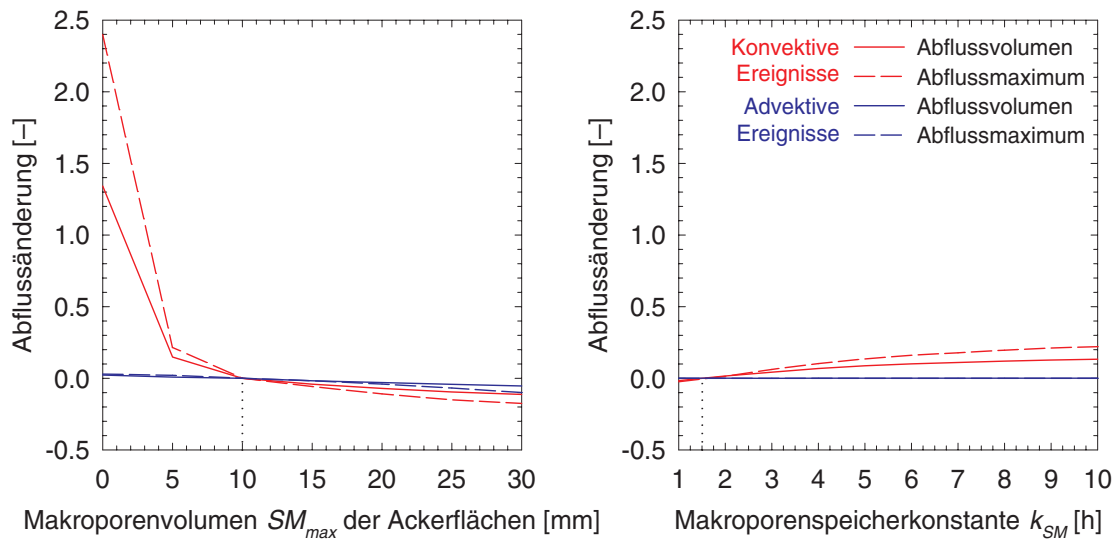 2.5
2.0
1.5
1.0
0.5
0.0
-0.5
Abflussänderung [–]
0 5 10 15 20 25 30
Makroporenvolumen SMmax der Ackerflächen [mm]
2.5
2.0
1.5
1.0
0.5
0.0
-0.5
Abflussänderung [–]
Konvektive Abflussvolumen
Ereignisse Abflussmaximum
Advektive Abflussvolumen
Ereignisse Abflussmaximum
1 2 3 4 5 6 7 8 9 10
Makroporenspeicherkonstante kSM [h]